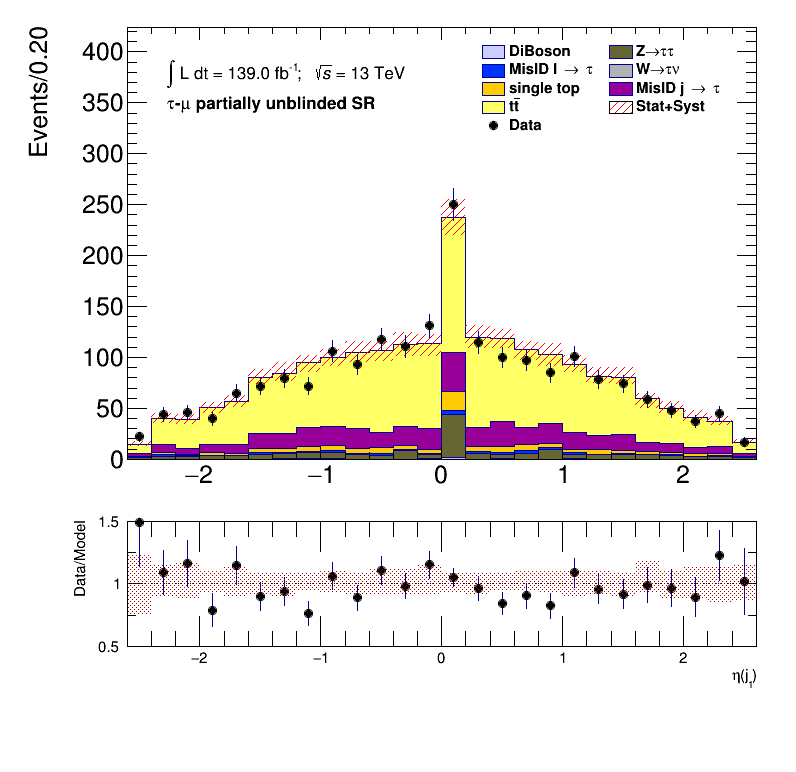 Events/0.20
400
350
300
250
200
150
100
50
0
∫ L dt = 139.0 fb⁻¹; √s = 13 TeV
τ-μ partially unblinded SR
DiBoson
MisID l → τ
single top
tt̄
Data
Z→ττ
W→τν
MisID j → τ
Stat+Syst
−2 −1 0 1 2
Data/Model
1.5
1
0.5
−2 −1 0 1 2
η(j₁)